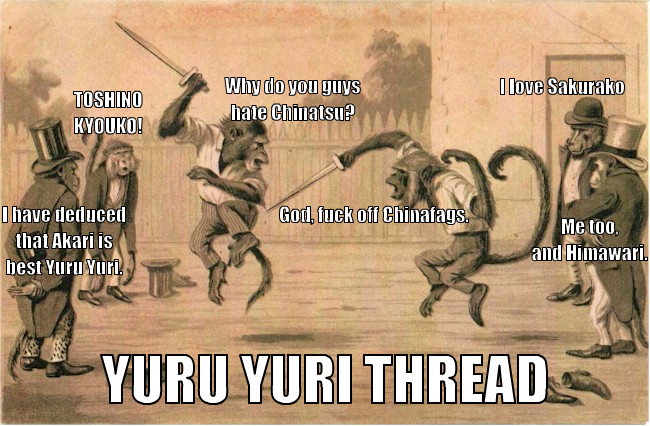 Why do you guys
hate Chinatsu?
I love Sakurako
TOSHINO
KYOUKO!
I have deduced
that Akari is
best Yuru Yuri.
God, fuck off Chinafags.
Me too,
and Himawari.
YURU YURI THREAD